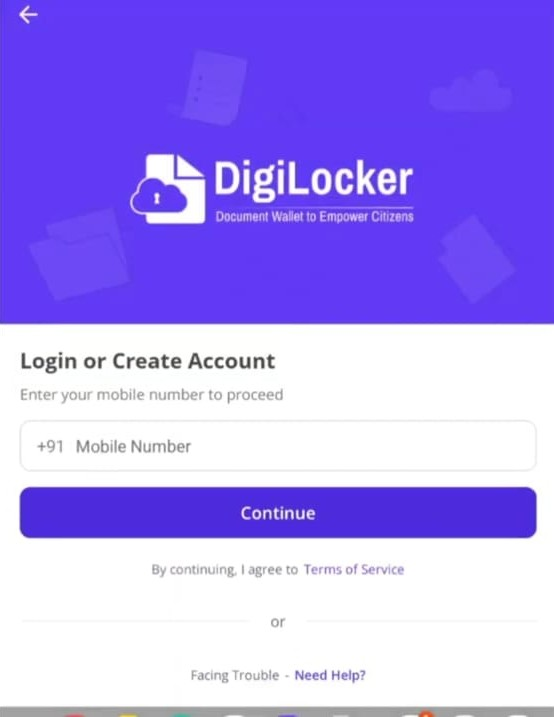 DigiLocker
Document Wallet to Empower Citizens
Login or Create Account
Enter your mobile number to proceed
+91 Mobile Number
Continue
By continuing, I agree to Terms of Service
or
Facing Trouble - Need Help?